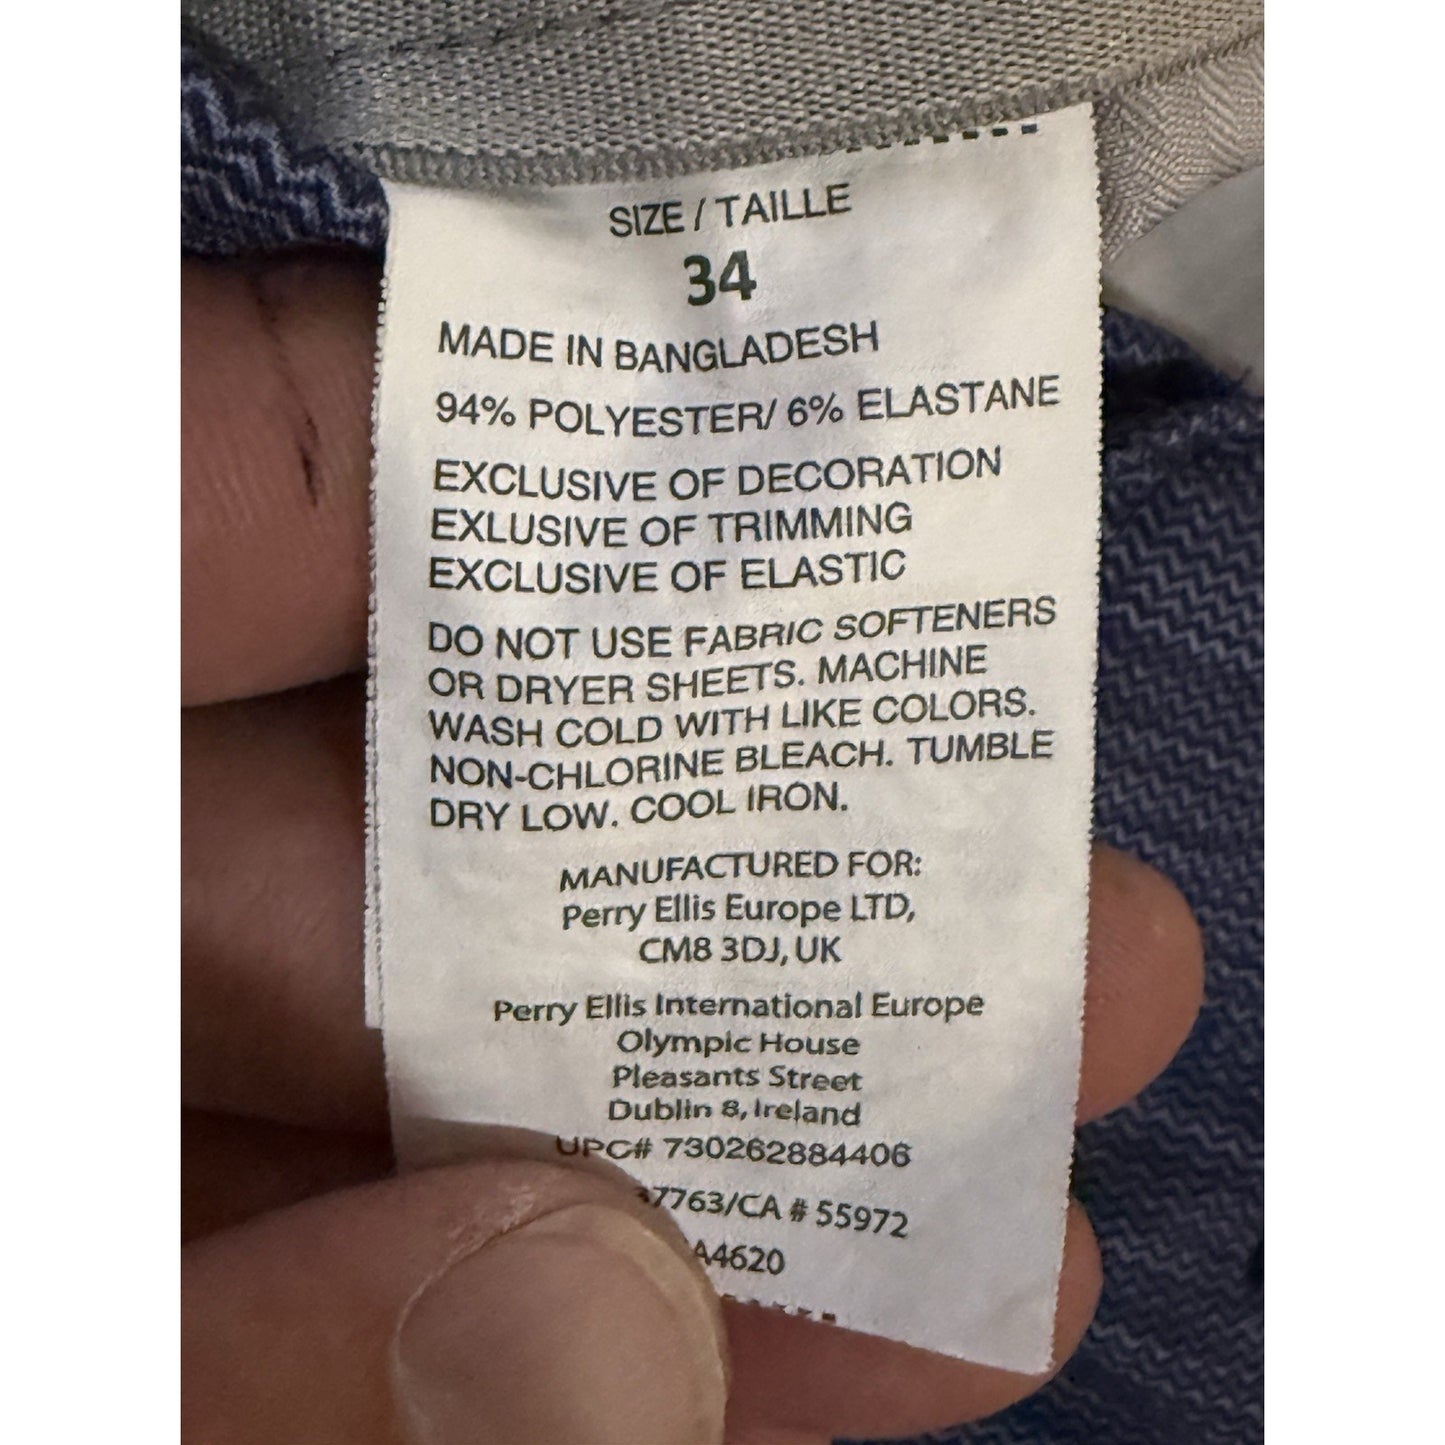 SIZE / TAILLE
34
MADE IN BANGLADESH
94% POLYESTER/ 6% ELASTANE
EXCLUSIVE OF DECORATION
EXLUSIVE OF TRIMMING
EXCLUSIVE OF ELASTIC
DO NOT USE FABRIC SOFTENERS
OR DRYER SHEETS. MACHINE
WASH COLD WITH LIKE COLORS.
NON-CHLORINE BLEACH. TUMBLE
DRY LOW. COOL IRON.
MANUFACTURED FOR:
Perry Ellis Europe LTD,
CM8 3DJ, UK
Perry Ellis International Europe
Olympic House
Pleasants Street
Dublin 8, Ireland
UPC# 730262884406
7763/CA # 55972
A4620